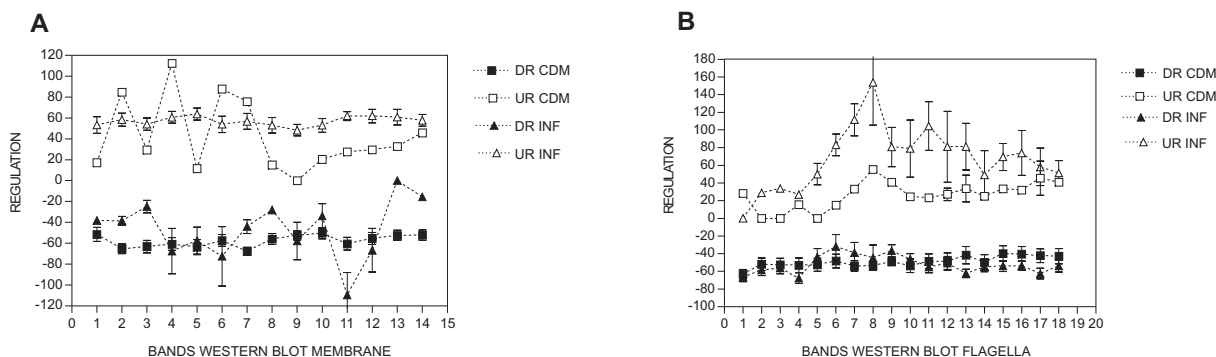 A
REGULATION
120
100
80
60
40
20
0
-20
-40
-60
-80
-100
-120
0 1 2 3 4 5 6 7 8 9 10 11 12 13 14 15
BANDS WESTERN BLOT MEMBRANE
DR CDM
UR CDM
DR INF
UR INF
B
REGULATION
180
160
140
120
100
80
60
40
20
0
-20
-40
-60
-80
-100
0 1 2 3 4 5 6 7 8 9 10 11 12 13 14 15 16 17 18 19 20
BANDS WESTERN BLOT FLAGELLA
DR CDM
UR CDM
DR INF
UR INF